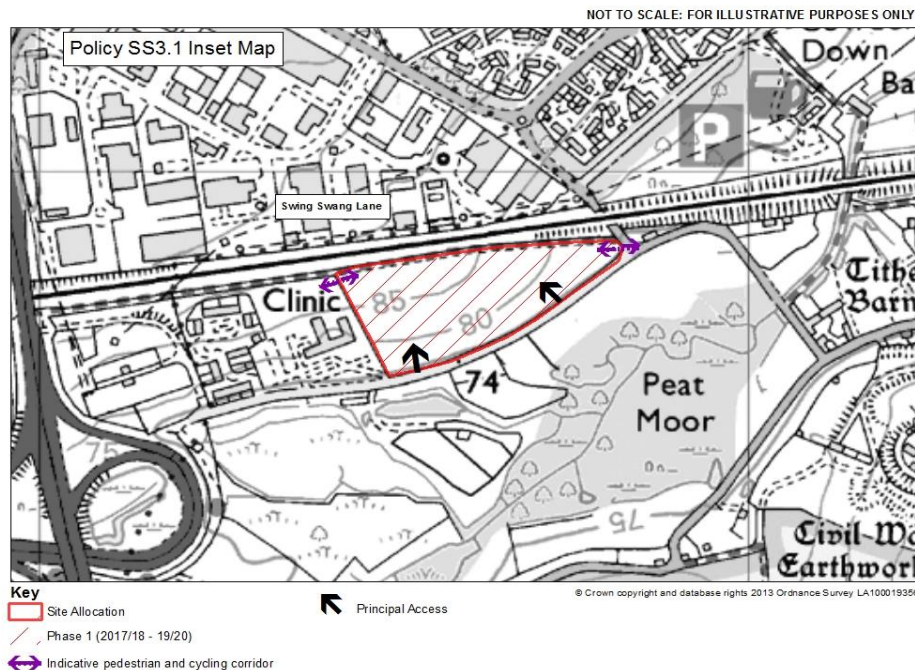 NOT TO SCALE: FOR ILLUSTRATIVE PURPOSES ONLY
Policy SS3.1 Inset Map
Down
Ba
P
Swing Swang Lane
Clinic
85
80
74
Peat
Moor
Tithe
Barn
75
75
Civil Wa
Earthwork
Key
Site Allocation
Principal Access
Phase 1 (2017/18 - 19/20)
Indicative pedestrian and cycling corridor
© Crown copyright and database rights 2013 Ordnance Survey LA100019356